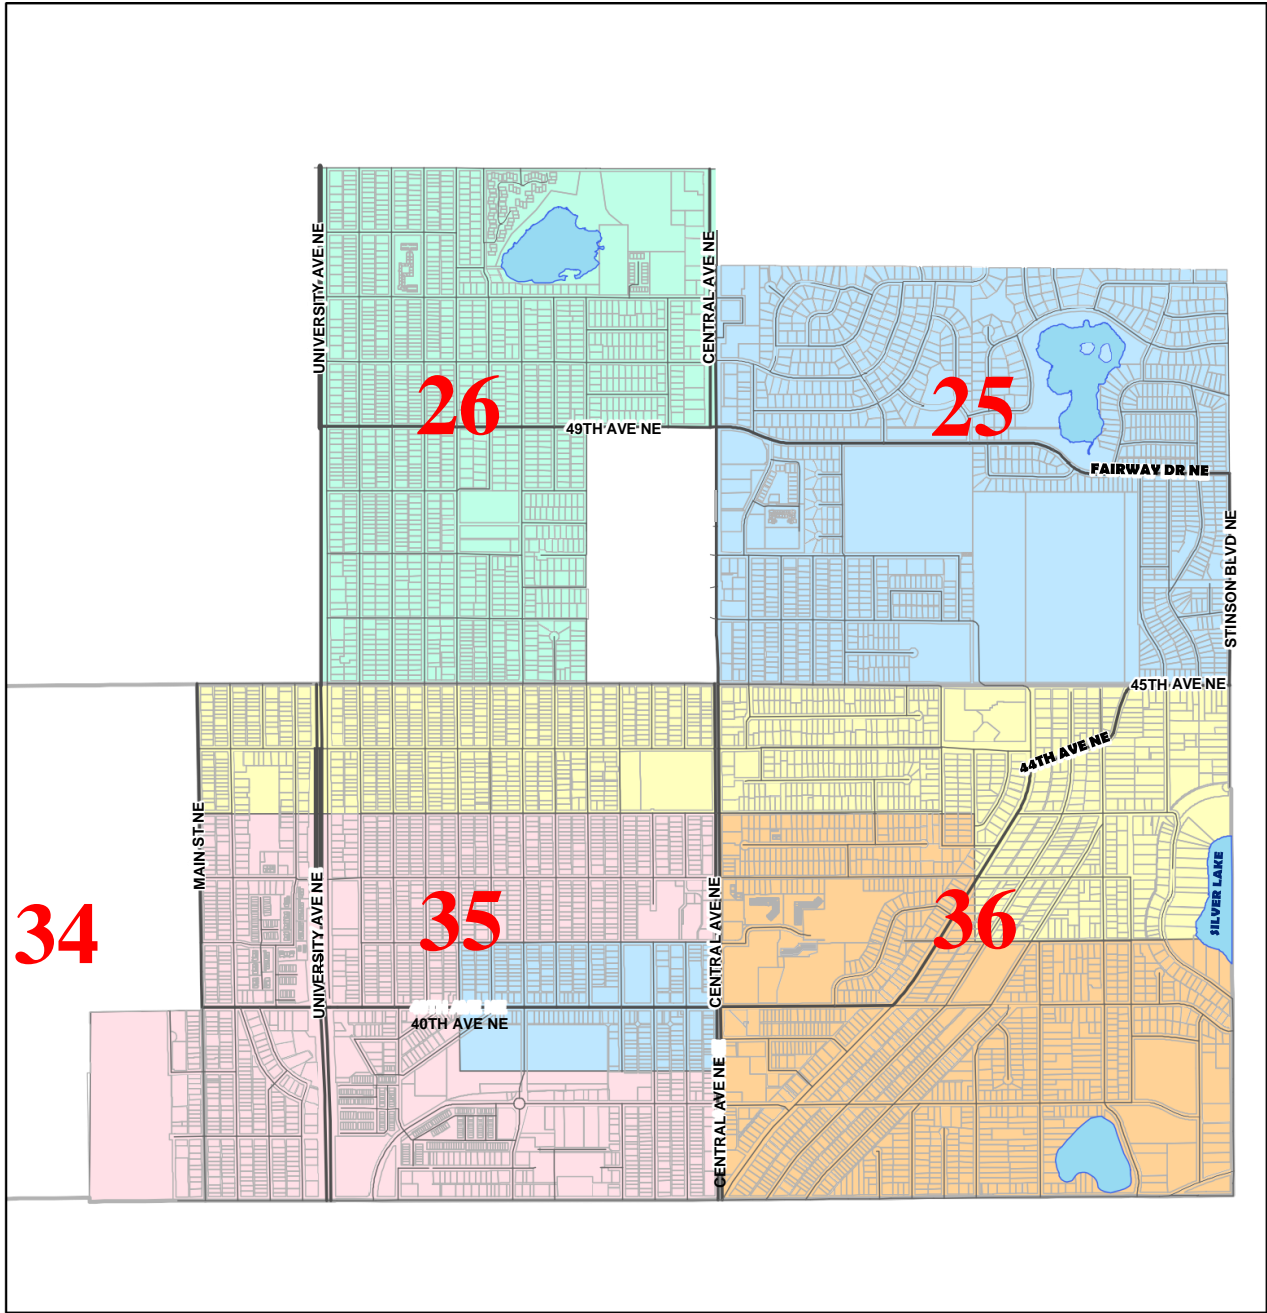 UNIVERSITY AVE NE
CENTRAL AVE NE
26
25
49TH AVE NE
FAIRWAY DR NE
STINSON BLVD NE
45TH AVE NE
44TH AVE NE
MAIN ST NE
SILVER LAKE
34
35
36
UNIVERSITY AVE NE
CENTRAL AVE NE
40TH AVE NE
CENTRAL AVE NE